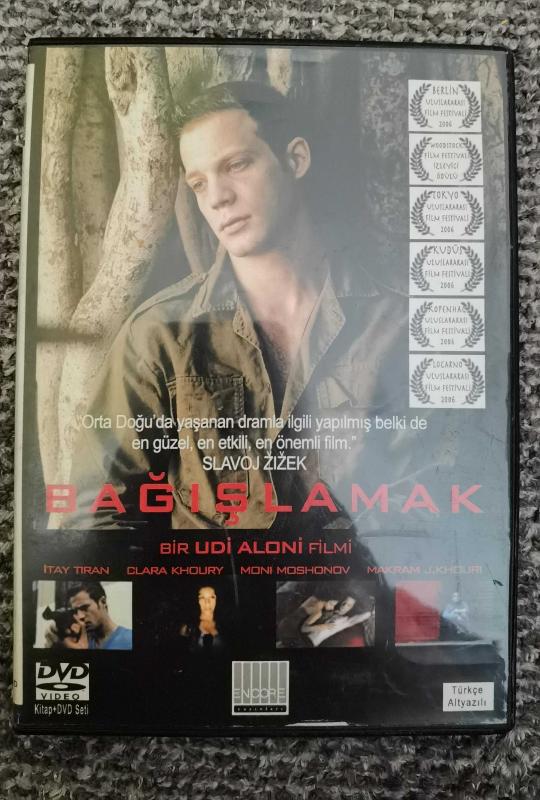 BERLİN
ULUSLARARASI
FİLM FESTİVALİ
2006
WOODSTOCK
FİLM FESTİVALİ
İZLEYİCİ
ÖDÜLÜ
TOKYO
ULUSLARARASI
FİLM FESTİVALİ
2006
KUDÜS
ULUSLARARASI
FİLM FESTİVALİ
2006
KOPENHAG
ULUSLARARASI
FİLM FESTİVALİ
2006
LOCARNO
ULUSLARARASI
FİLM FESTİVALİ
2006
“Orta Doğu’da yaşanan dramla ilgili yapılmış belki de
en güzel, en etkili, en önemli film.”
SLAVOJ ŽIŽEK
BAĞIŞLAMAK
BİR UDİ ALONİ FİLMİ
İTAY TIRAN CLARA KHOURY MONI MOSHONOV MAKRAM J.KHOURI
DVD
VIDEO
Kitap+DVD Seti
ENCORE
YAYINLARI
Türkçe
Altyazılı